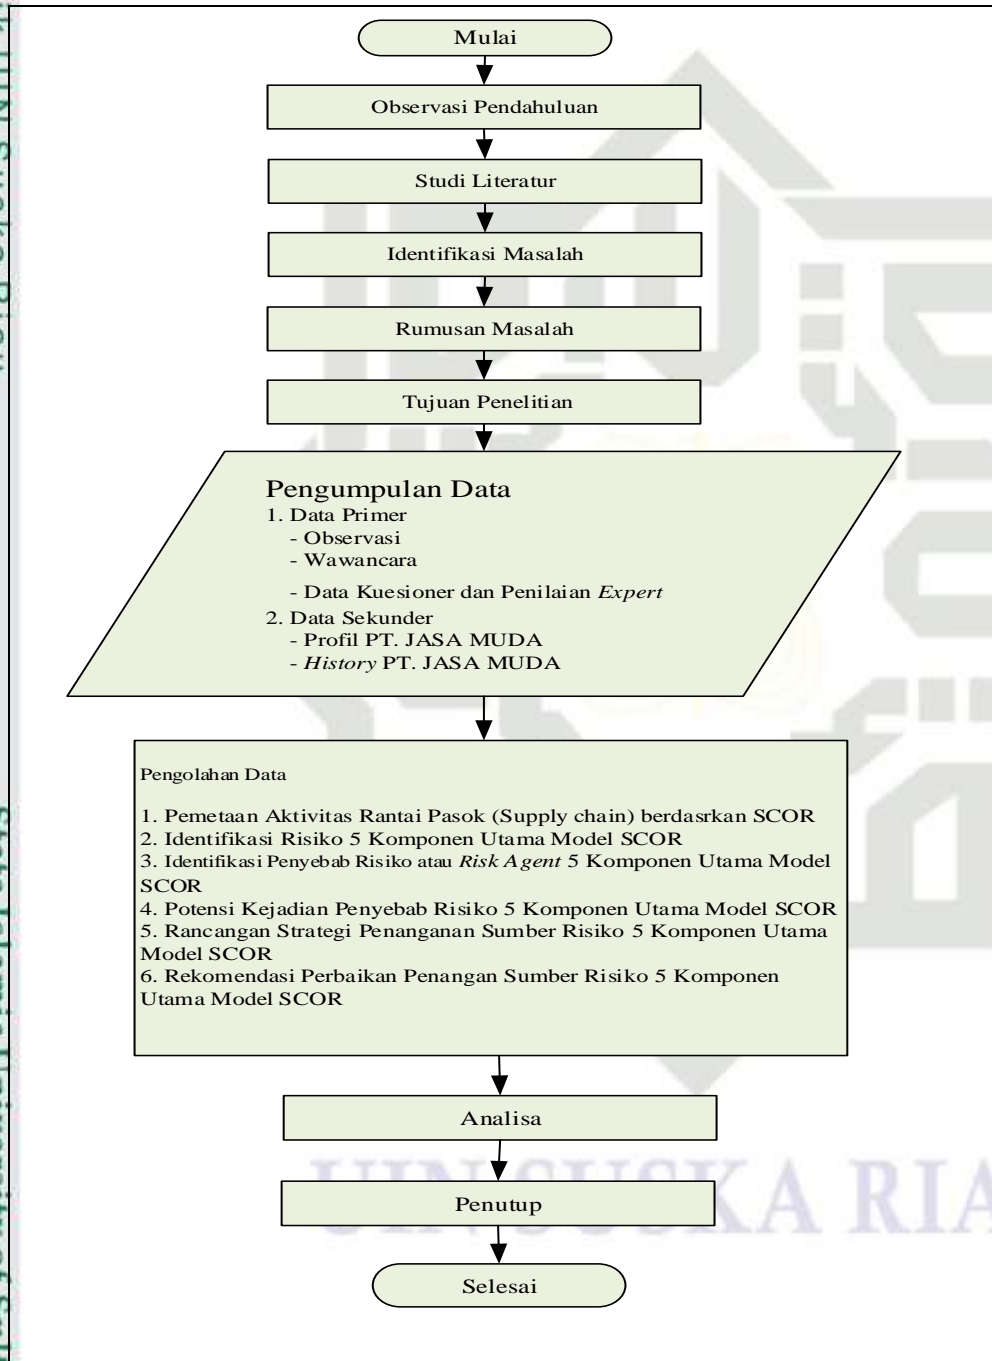 Mulai
Observasi Pendahuluan
Studi Literatur
Identifikasi Masalah
Rumusan Masalah
Tujuan Penelitian
Pengumpulan Data
1. Data Primer
- Observasi
- Wawancara
- Data Kuesioner dan Penilaian Expert
2. Data Sekunder
- Profil PT. JASA MUDA
- History PT. JASA MUDA
Pengolahan Data
1. Pemetaan Aktivitas Rantai Pasok (Supply chain) berdasrkan SCOR
2. Identifikasi Risiko 5 Komponen Utama Model SCOR
3. Identifikasi Penyebab Risiko atau Risk Agent 5 Komponen Utama Model
SCOR
4. Potensi Kejadian Penyebab Risiko 5 Komponen Utama Model SCOR
5. Rancangan Strategi Penanganan Sumber Risiko 5 Komponen Utama
Model SCOR
6. Rekomendasi Perbaikan Penangan Sumber Risiko 5 Komponen
Utama Model SCOR
Analisa
Penutup
UIN SUSKA RIA
Selesai